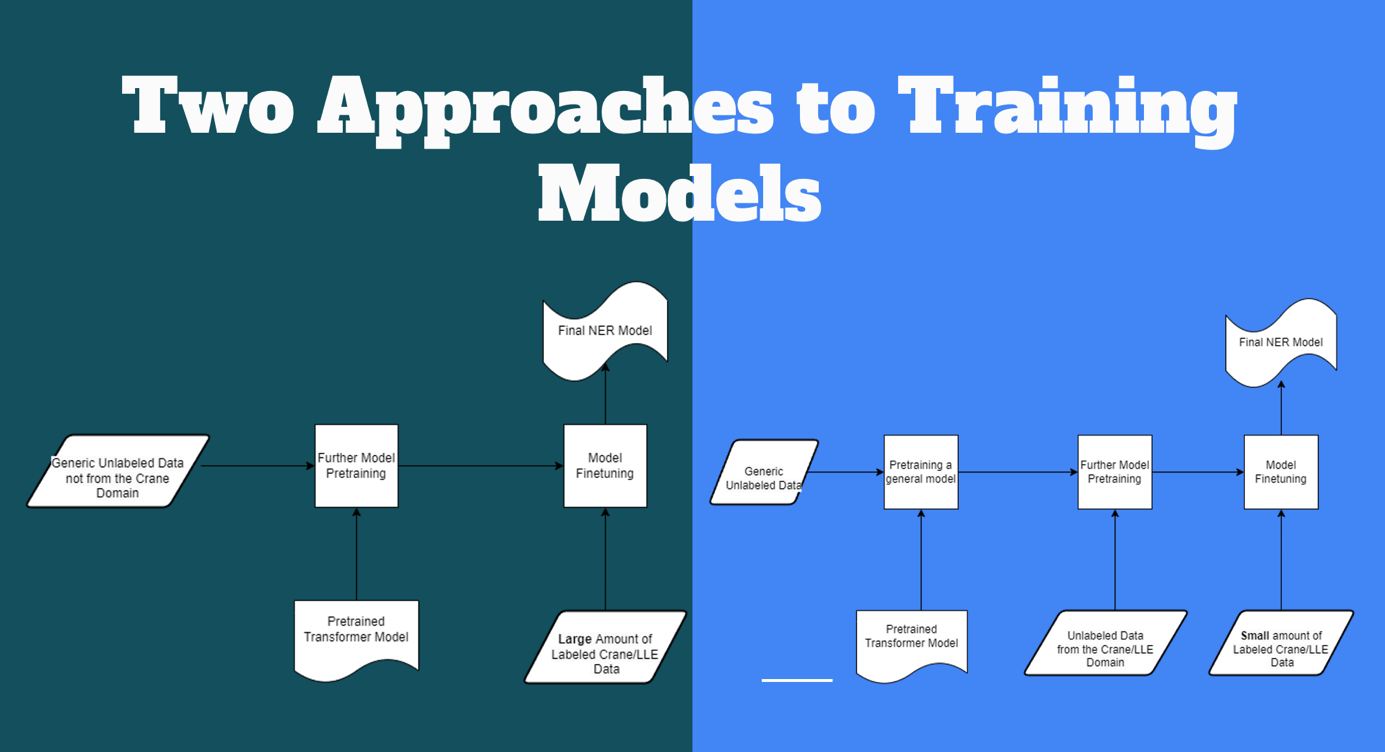 Two Approaches to Training
Models
Final NER Model
Generic Unlabeled Data
not from the Crane
Domain
Further Model
Pretraining
Model
Finetuning
Pretrained
Transformer Model
Large Amount of
Labeled Crane/LLE
Data
Final NER Model
Generic
Unlabeled Data
Pretraining a
general model
Further Model
Pretraining
Model
Finetuning
Pretrained
Transformer Model
Unlabeled Data
from the Crane/LLE
Domain
Small amount of
Labeled Crane/LLE
Data